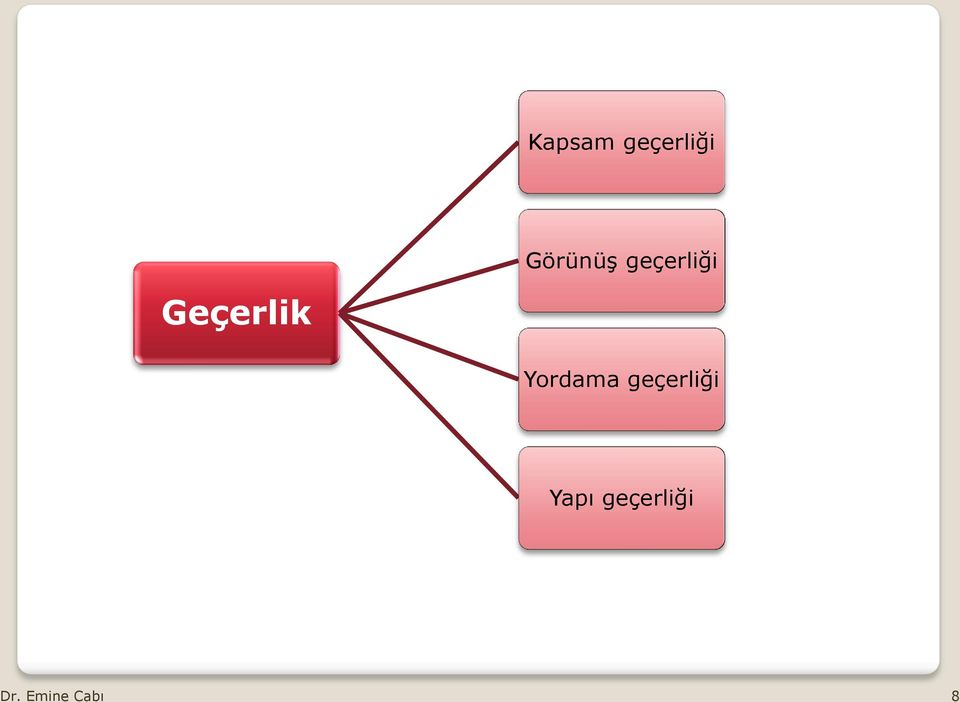 Kapsam geçerliği
Görünüş geçerliği
Geçerlik
Yordama geçerliği
Yapı geçerliği
Dr. Emine Cabı 8